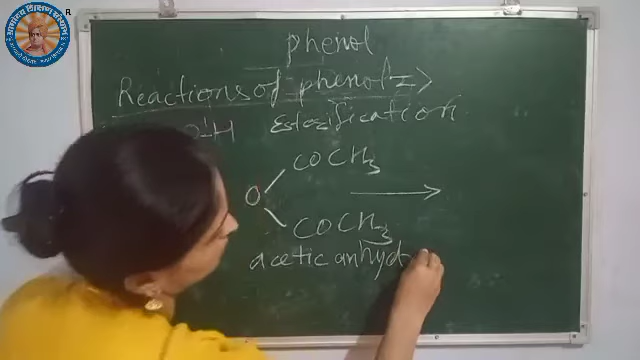 R
phenol
Reactions of phenol =>
O-H Esterification
COCH3
O
COCH3
acetic anhyd